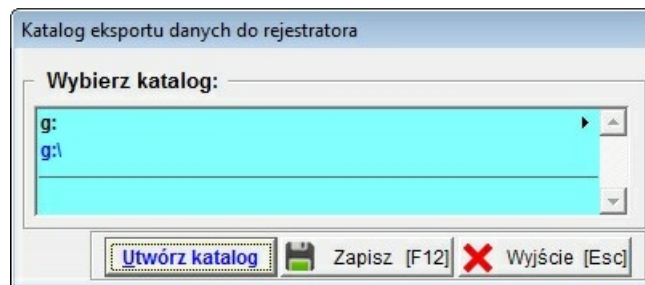 Katalog eksportu danych do rejestratora
Wybierz katalog:
g:
g:\
Utwórz katalog Zapisz [F12] Wyjście [Esc]